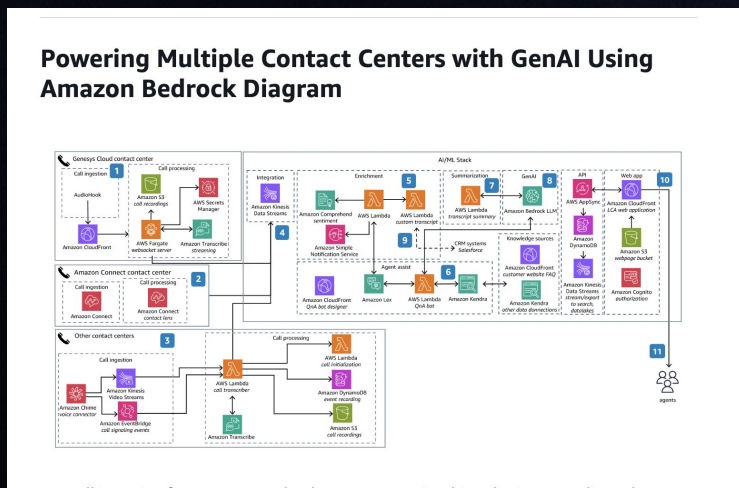 Powering Multiple Contact Centers with GenAI Using
Amazon Bedrock Diagram
Genesys Cloud contact center
1
Call ingestion
AudioHook
Amazon CloudFront
Call processing
Amazon S3
call recordings
AWS Secrets
Manager
AWS Fargate
websocket server
Amazon Transcribe
streaming
Amazon Connect contact center
2
Call ingestion
Amazon Connect
Call processing
Amazon Connect
contact lens
Other contact centers
3
Call ingestion
Amazon Chime
voice connector
Amazon Kinesis
Video Streams
Amazon EventBridge
call signaling events
Call processing
AWS Lambda
call transcriber
Amazon Transcribe
AWS Lambda
call initialization
Amazon DynamoDB
event recording
Amazon S3
call recordings
AI/ML Stack
Integration
Amazon Kinesis
Data Streams
4
Enrichment
5
Amazon Comprehend
sentiment
AWS Lambda
AWS Lambda
custom transcript
Amazon Simple
Notification Service
9
CRM systems
Salesforce
Agent assist
6
Amazon CloudFront
QnA bot designer
Amazon Lex
AWS Lambda
QnA bot
Amazon Kendra
Summarization
7
AWS Lambda
transcript summary
GenAI
8
Amazon Bedrock LLM
Knowledge sources
Amazon CloudFront
customer website FAQ
Amazon Kendra
other data donnections
API
AWS AppSync
Amazon
DynamoDB
Amazon Kinesis
Data Streams
stream/export
to search,
datalakes
Web app
10
Amazon CloudFront
LCA web application
Amazon S3
webpage bucket
Amazon Cognito
authorization
11
agents